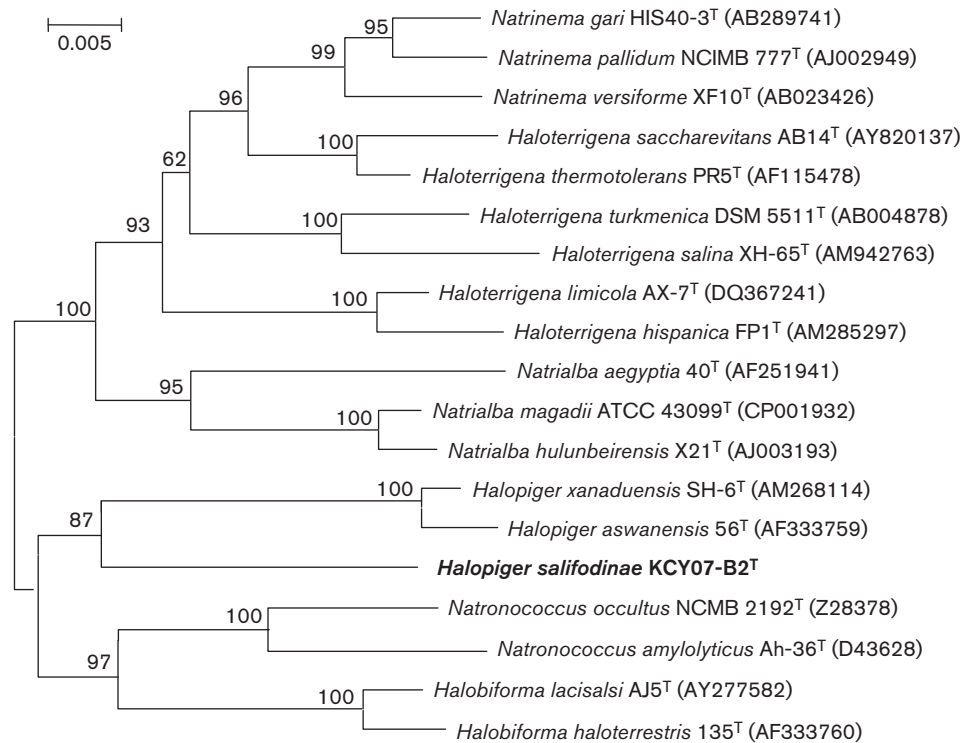 0.005
95
Natrinema gari HIS40-3ᵀ (AB289741)
99
Natrinema pallidum NCIMB 777ᵀ (AJ002949)
96
Natrinema versiforme XF10ᵀ (AB023426)
100
Haloterrigena saccharevitans AB14ᵀ (AY820137)
62
Haloterrigena thermotolerans PR5ᵀ (AF115478)
100
Haloterrigena turkmenica DSM 5511ᵀ (AB004878)
93
Haloterrigena salina XH-65ᵀ (AM942763)
100
Haloterrigena limicola AX-7ᵀ (DQ367241)
100
Haloterrigena hispanica FP1ᵀ (AM285297)
95
Natrialba aegyptia 40ᵀ (AF251941)
100
Natrialba magadii ATCC 43099ᵀ (CP001932)
Natrialba hulunbeirensis X21ᵀ (AJ003193)
100
Halopiger xanaduensis SH-6ᵀ (AM268114)
87
Halopiger aswanensis 56ᵀ (AF333759)
Halopiger salifodinae KCY07-B2ᵀ
100
Natronococcus occultus NCMB 2192ᵀ (Z28378)
97
Natronococcus amylolyticus Ah-36ᵀ (D43628)
100
Halobiforma lacisalsi AJ5ᵀ (AY277582)
Halobiforma haloterrestris 135ᵀ (AF333760)